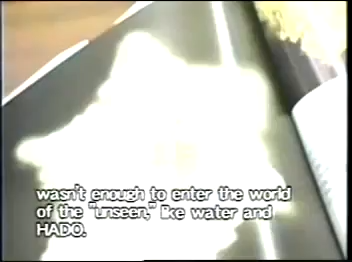 wasn't enough to enter the world
of the "unseen," like water and
HADO.